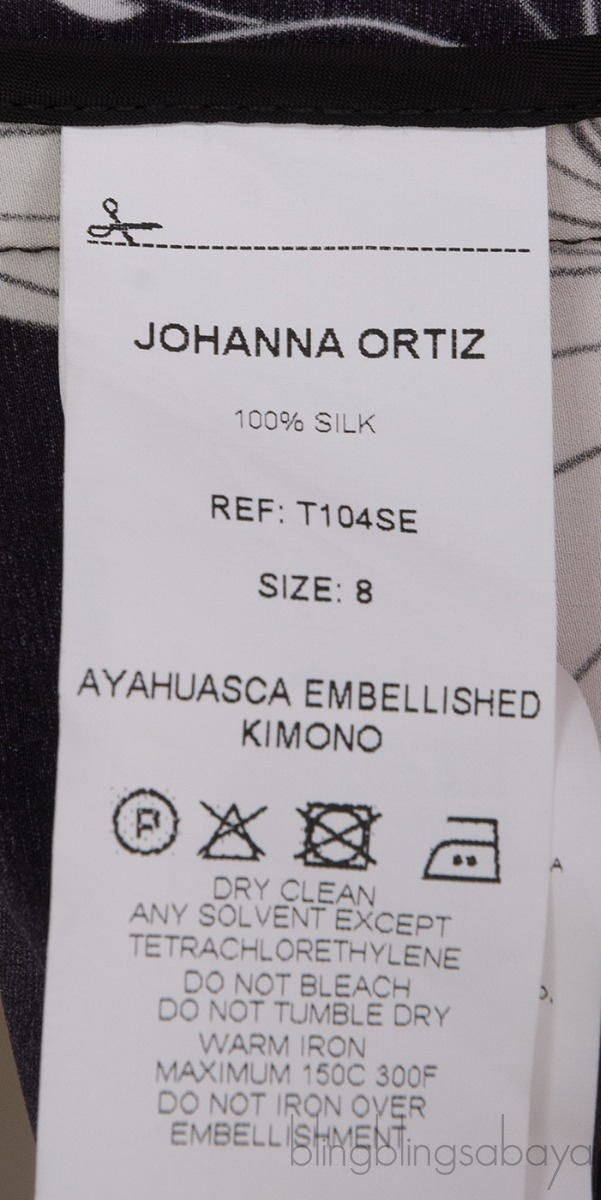 JOHANNA ORTIZ
100% SILK
REF: T104SE
SIZE: 8
AYAHUASCA EMBELLISHED
KIMONO
P
DRY CLEAN
ANY SOLVENT EXCEPT
TETRACHLORETHYLENE
DO NOT BLEACH
DO NOT TUMBLE DRY
WARM IRON
MAXIMUM 150C 300F
DO NOT IRON OVER
EMBELLISHMENT
blingblingsabaya
A